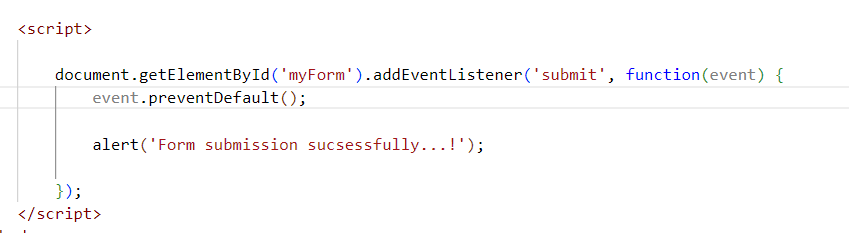 <script>
document.getElementById('myForm').addEventListener('submit', function(event) {
event.preventDefault();
alert('Form submission sucsessfully...!');
});
</script>